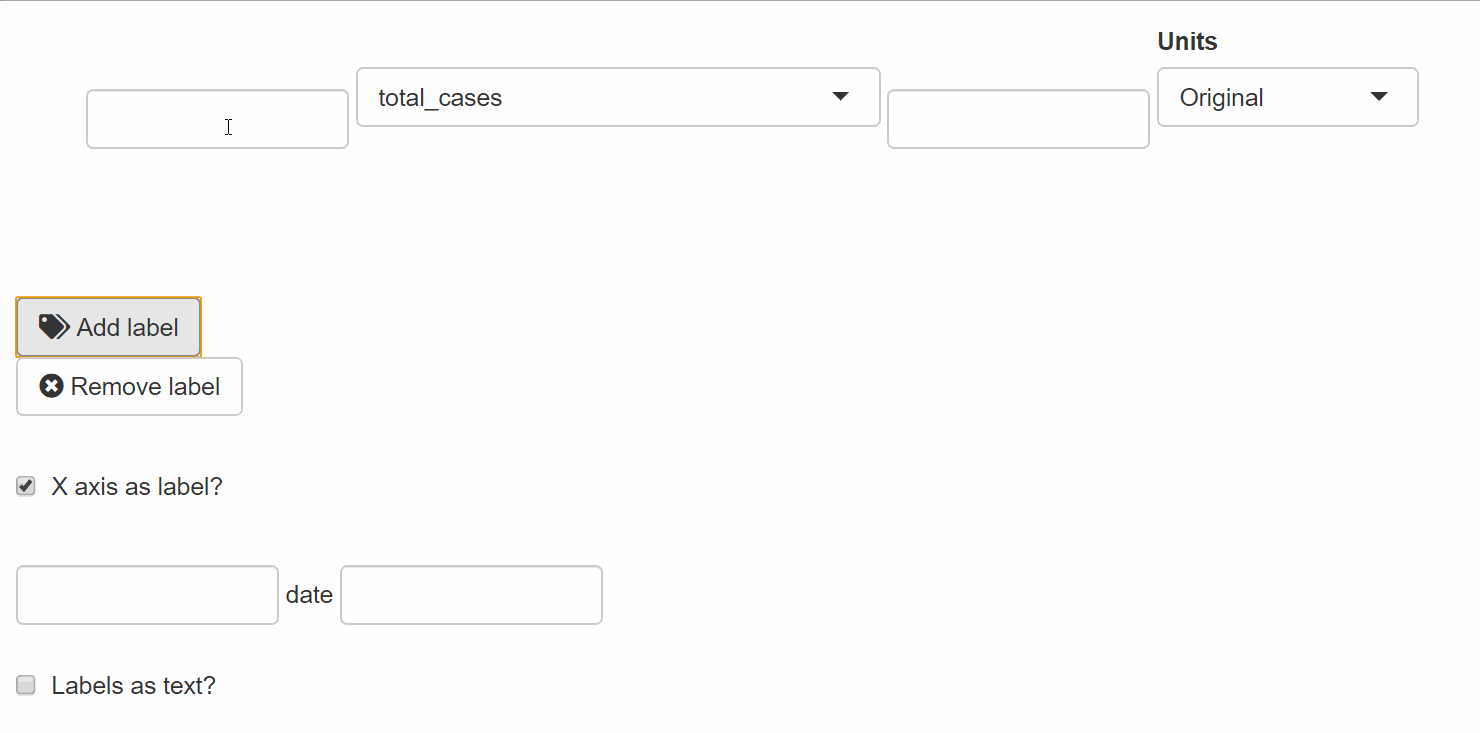 Units
total_cases
Original
Add label
Remove label
X axis as label?
date
Labels as text?